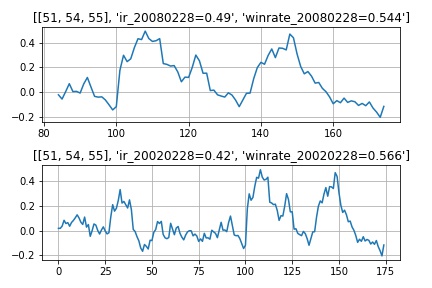 [[51, 54, 55], 'ir_20080228=0.49', 'winrate_20080228=0.544']
0.4
0.2
0.0
−0.2
80 100 120 140 160
[[51, 54, 55], 'ir_20020228=0.42', 'winrate_20020228=0.566']
0.4
0.2
0.0
−0.2
0 25 50 75 100 125 150 175